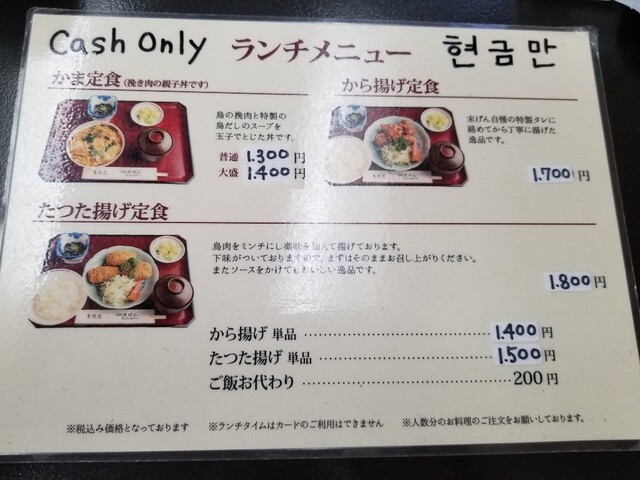 Cash Only ランチメニュー 현금만
かま定食(挽き肉の親子丼です)
鳥の挽肉と特製の
鳥だしのスープを
玉子でとじた丼です。
普通 1.300円
大盛 1.400円
から揚げ定食
末げん自慢の特製タレに
絡めてから丁寧に揚げた
逸品です。
1.700円
たつた揚げ定食
鳥肉をミンチにし薬味を加えて揚げております。
下味がついておりますので、まずはそのままお召し上がりください。
またソースをかけてもおいしい逸品です。
1.800円
から揚げ 単品 1.400円
たつた揚げ 単品 1.500円
ご飯お代わり 200円
※税込み価格となっております ※ランチタイムはカードのご利用はできません ※人数分のお料理のご注文をお願いしております。